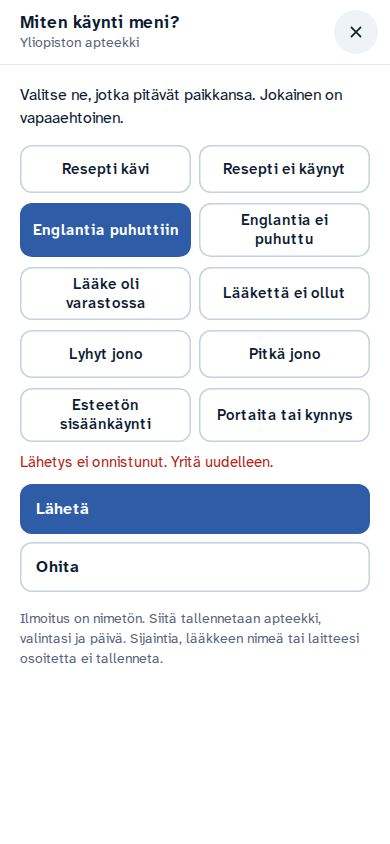 Miten käynti meni?
Yliopiston apteekki
Valitse ne, jotka pitävät paikkansa. Jokainen on
vapaaehtoinen.
Resepti kävi
Resepti ei käynyt
Englantia puhuttiin
Englantia ei
puhuttu
Lääke oli
varastossa
Lääkettä ei ollut
Lyhyt jono
Pitkä jono
Esteetön
sisäänkäynti
Portaita tai kynnys
Lähetys ei onnistunut. Yritä uudelleen.
Lähetä
Ohita
Ilmoitus on nimetön. Siitä tallennetaan apteekki,
valintasi ja päivä. Sijaintia, lääkkeen nimeä tai laitteesi
osoitetta ei tallenneta.